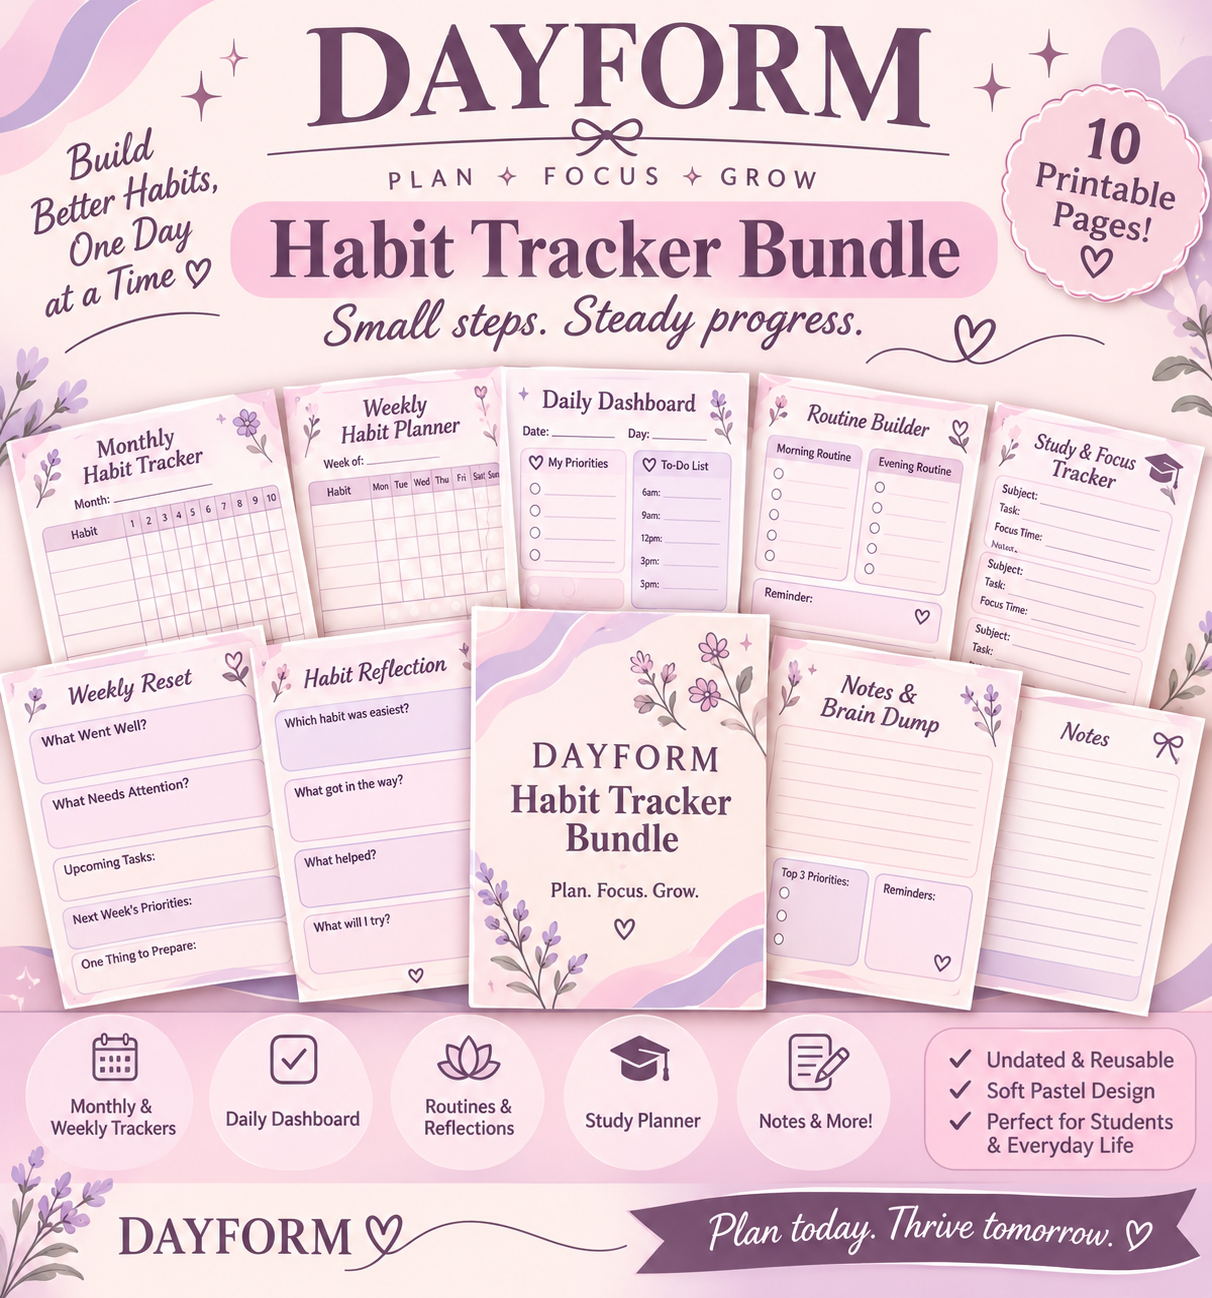 DAYFORM
PLAN FOCUS GROW
Build
Better Habits,
One Day
at a Time
10
Printable
Pages!
Habit Tracker Bundle
Small steps. Steady progress.
Monthly
Habit Tracker
Month:
Habit 1 2 3 4 5 6 7 8 9 10
Weekly
Habit Planner
Week of:
Habit Mon Tue Wed Thu Fri Sat Sun
Daily Dashboard
Date: Day:
My Priorities
To-Do List
6am:
9am:
12pm:
3pm:
5pm:
Routine Builder
Morning Routine
Evening Routine
Reminder:
Study & Focus
Tracker
Subject:
Task:
Focus Time:
Subject:
Task:
Focus Time:
Subject:
Task:
Weekly Reset
What Went Well?
What Needs Attention?
Upcoming Tasks:
Next Week's Priorities:
One Thing to Prepare:
Habit Reflection
Which habit was easiest?
What got in the way?
What helped?
What will I try?
DAYFORM
Habit Tracker
Bundle
Plan. Focus. Grow.
Notes &
Brain Dump
Top 3 Priorities:
Reminders:
Notes
Monthly &
Weekly Trackers
Daily Dashboard
Routines &
Reflections
Study Planner
Notes & More!
Undated & Reusable
Soft Pastel Design
Perfect for Students
& Everyday Life
DAYFORM
Plan today. Thrive tomorrow.